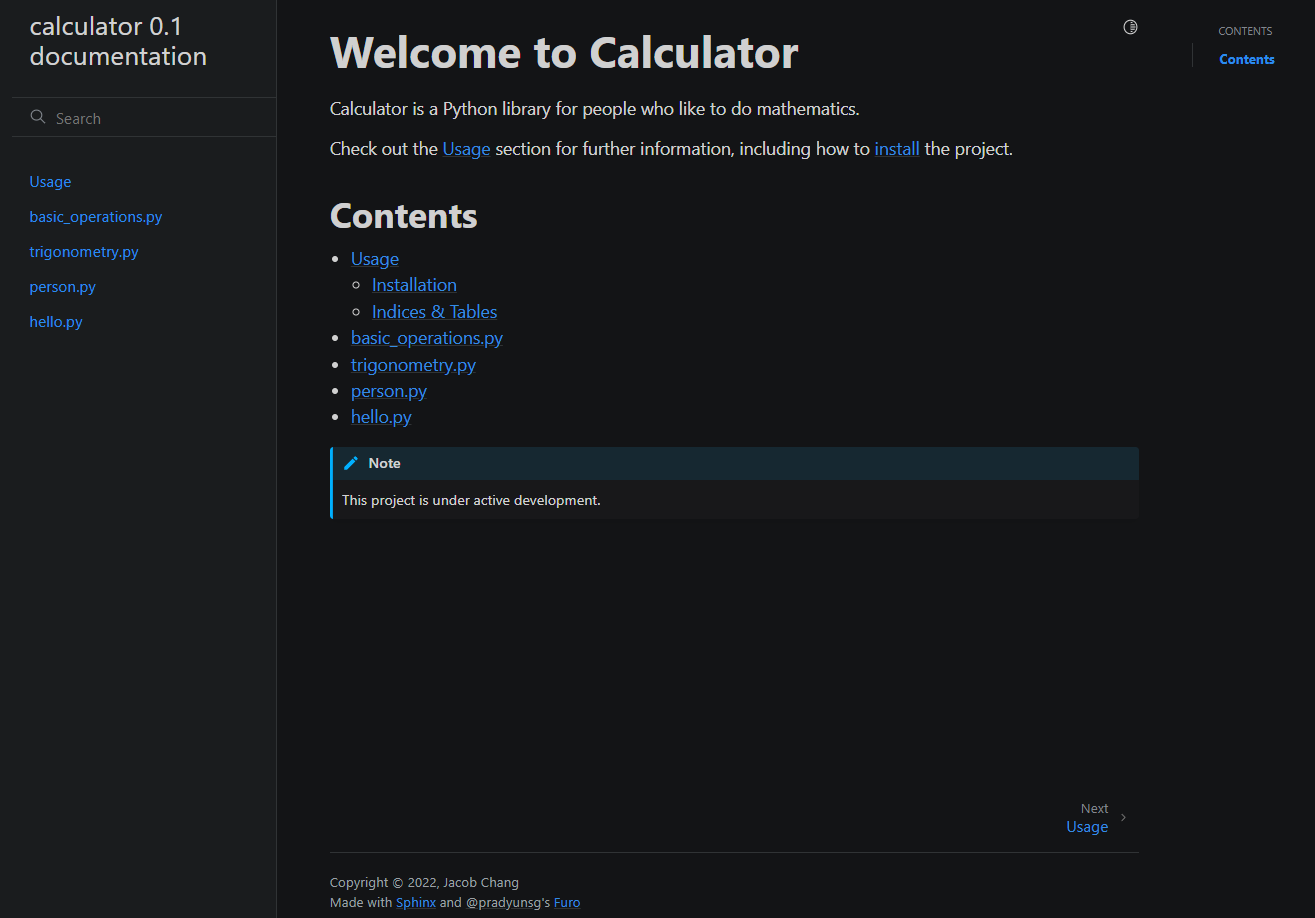 calculator 0.1
documentation
Search
Usage
basic_operations.py
trigonometry.py
person.py
hello.py
Welcome to Calculator
Calculator is a Python library for people who like to do mathematics.
Check out the Usage section for further information, including how to install the project.
Contents
Usage
Installation
Indices & Tables
basic_operations.py
trigonometry.py
person.py
hello.py
Note
This project is under active development.
Next
Usage
Copyright © 2022, Jacob Chang
Made with Sphinx and @pradyunsg's Furo
CONTENTS
Contents